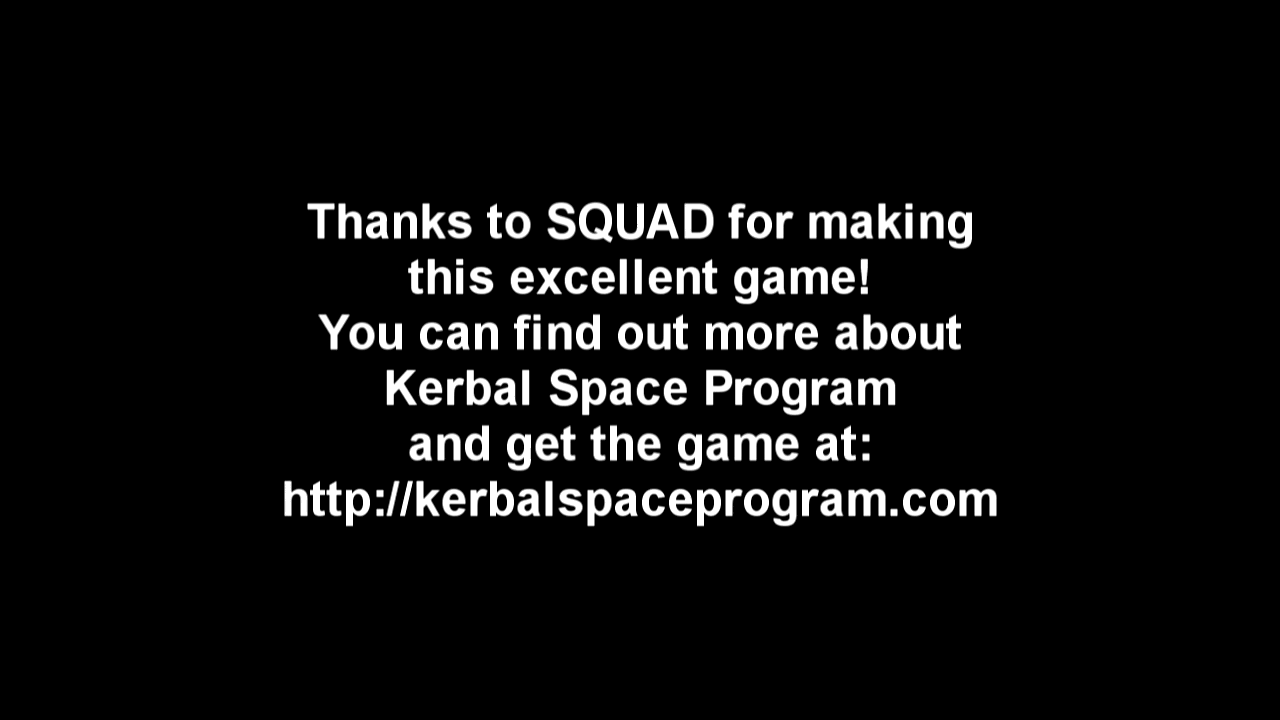 Thanks to SQUAD for making
this excellent game!
You can find out more about
Kerbal Space Program
and get the game at:
http://kerbalspaceprogram.com